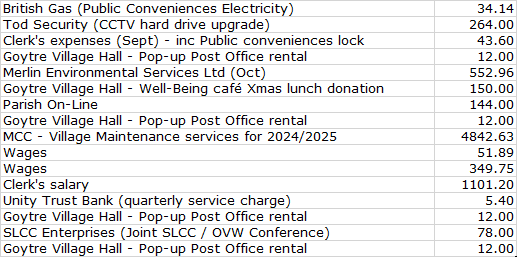 British Gas (Public Conveniences Electricity) 34.14
Tod Security (CCTV hard drive upgrade) 264.00
Clerk's expenses (Sept) - inc Public conveniences lock 43.60
Goytre Village Hall - Pop-up Post Office rental 12.00
Merlin Environmental Services Ltd (Oct) 552.96
Goytre Village Hall - Well-Being café Xmas lunch donation 150.00
Parish On-Line 144.00
Goytre Village Hall - Pop-up Post Office rental 12.00
MCC - Village Maintenance services for 2024/2025 4842.63
Wages 51.89
Wages 349.75
Clerk's salary 1101.20
Unity Trust Bank (quarterly service charge) 5.40
Goytre Village Hall - Pop-up Post Office rental 12.00
SLCC Enterprises (Joint SLCC / OVW Conference) 78.00
Goytre Village Hall - Pop-up Post Office rental 12.00